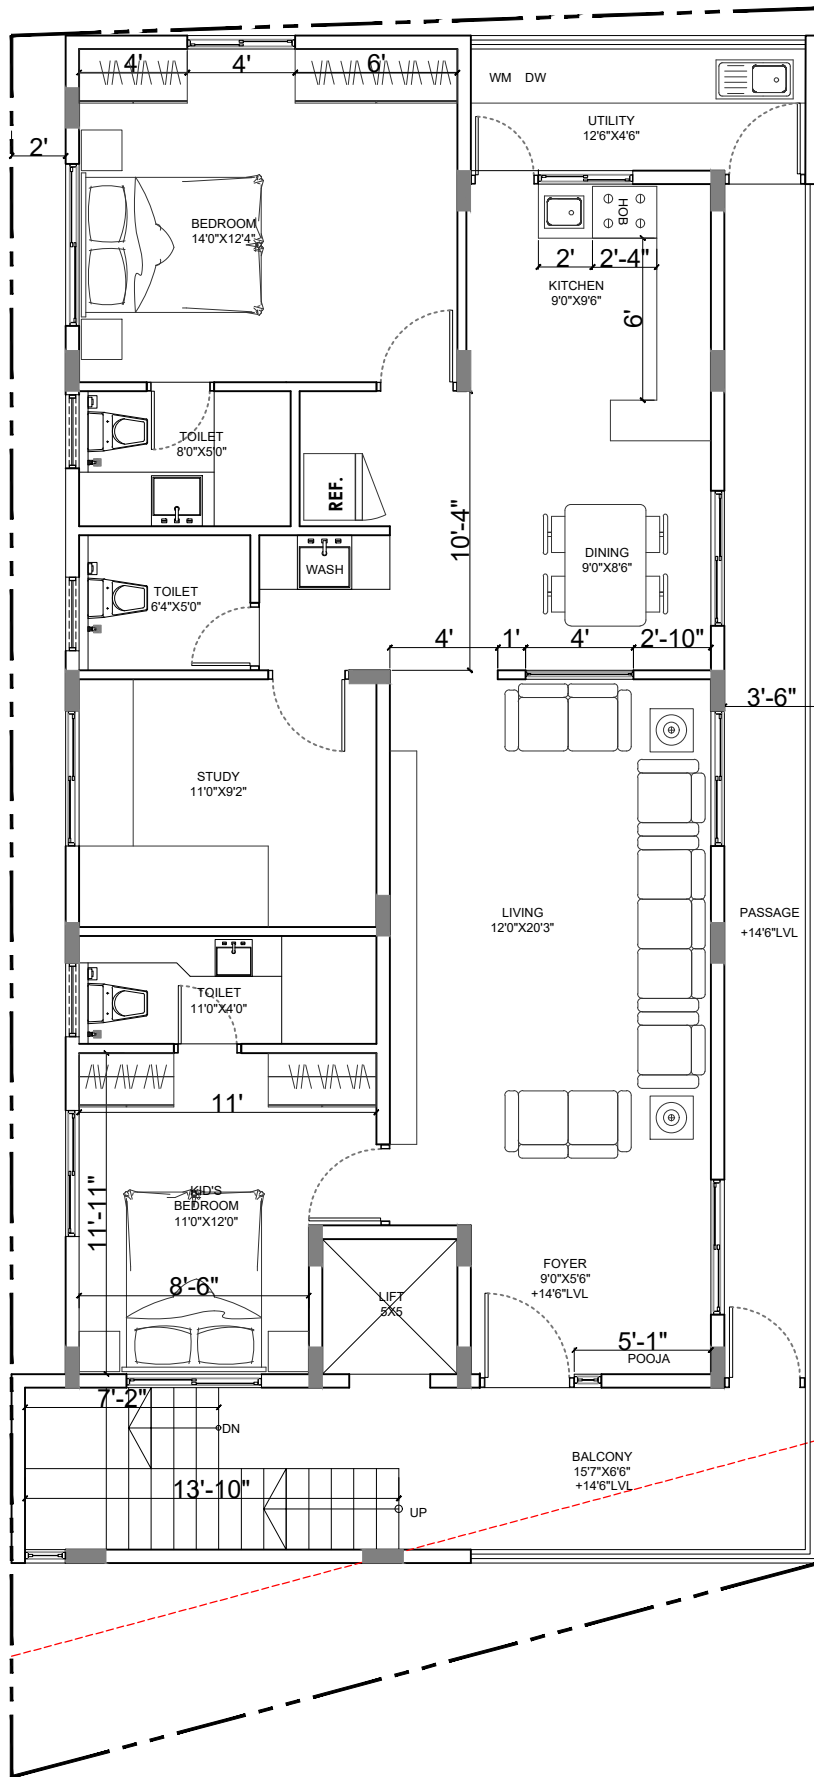 4'
4'
6'
WM DW
UTILITY
12'6"X4'6"
2'
BEDROOM
14'0"X12'4"
HOB
2'
2'-4"
KITCHEN
9'0"X9'6"
6'
TOILET
8'0"X5'0"
REF.
10'-4"
DINING
9'0"X8'6"
WASH
TOILET
6'4"X5'0"
4'
1'
4'
2'-10"
3'-6"
STUDY
11'0"X9'2"
LIVING
12'0"X20'3"
PASSAGE
+14'6"LVL
TOILET
11'0"X4'0"
11'
11'-11"
KID'S
BEDROOM
11'0"X12'0"
8'-6"
LIFT
5X5
FOYER
9'0"X5'6"
+14'6"LVL
5'-1"
POOJA
7'-2"
DN
13'-10"
UP
BALCONY
15'7"X6'6"
+14'6"LVL